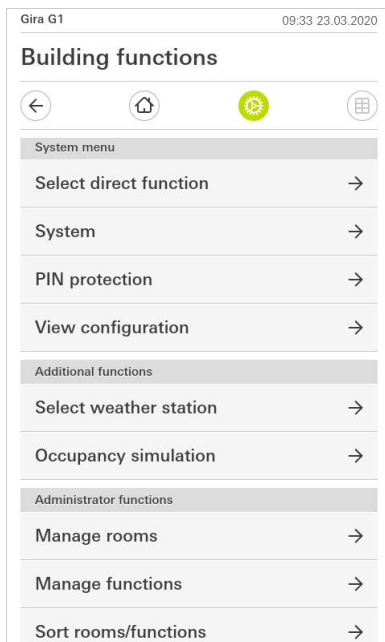 Gira G1 09:33 23.03.2020
Building functions
System menu
Select direct function
System
PIN protection
View configuration
Additional functions
Select weather station
Occupancy simulation
Administrator functions
Manage rooms
Manage functions
Sort rooms/functions